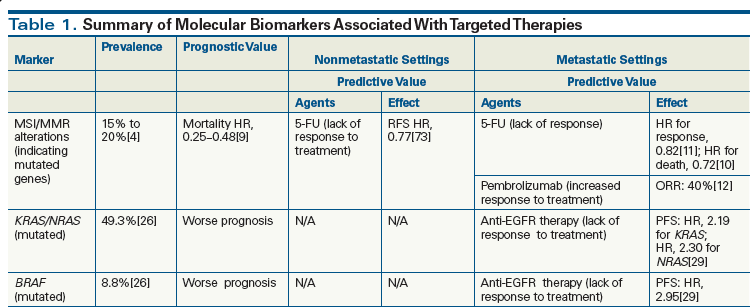 Table 1. Summary of Molecular Biomarkers Associated With Targeted Therapies
Marker
Prevalence
Prognostic Value
Nonmetastatic Settings
Metastatic Settings
Predictive Value
Predictive Value
Agents
Effect
Agents
Effect
MSI/MMR
alterations
(indicating
mutated
genes)
15% to
20%[4]
Mortality HR,
0.25–0.48[9]
5-FU (lack of
response to
treatment)
RFS HR,
0.77[73]
5-FU (lack of response)
HR for
response,
0.82[11]; HR for
death, 0.72[10]
Pembrolizumab (increased
response to treatment)
ORR: 40%[12]
KRAS/NRAS
(mutated)
49.3%[26]
Worse prognosis
N/A
N/A
Anti-EGFR therapy (lack of
response to treatment)
PFS: HR, 2.19
for KRAS;
HR, 2.30 for
NRAS[29]
BRAF
(mutated)
8.8%[26]
Worse prognosis
N/A
N/A
Anti-EGFR therapy (lack of
response to treatment)
PFS: HR,
2.95[29]